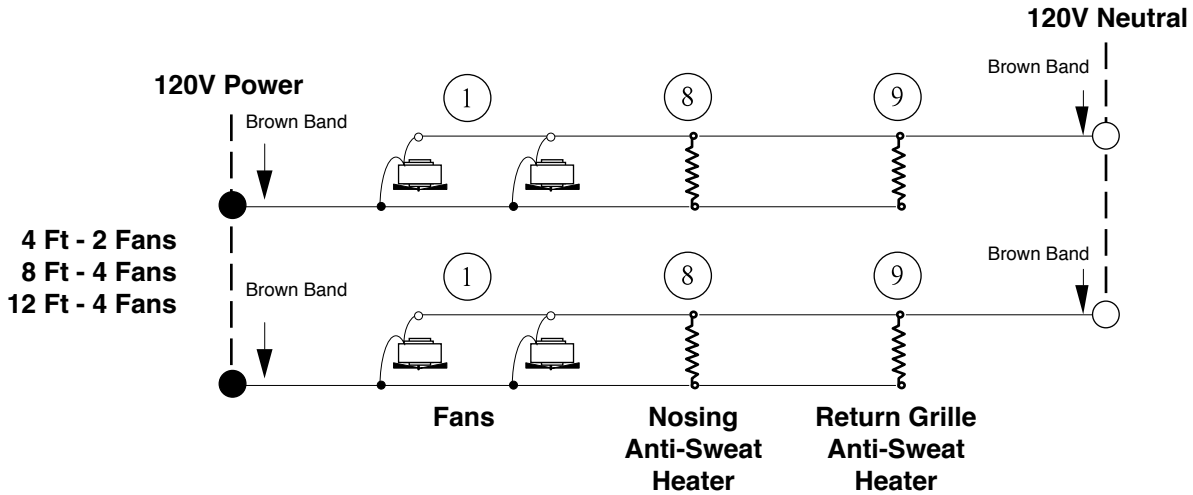 120V Neutral
Brown Band
120V Power
1
8
9
Brown Band
4 Ft - 2 Fans
8 Ft - 4 Fans
12 Ft - 4 Fans
Brown Band
1
8
9
Brown Band
Fans
Nosing
Anti-Sweat
Heater
Return Grille
Anti-Sweat
Heater